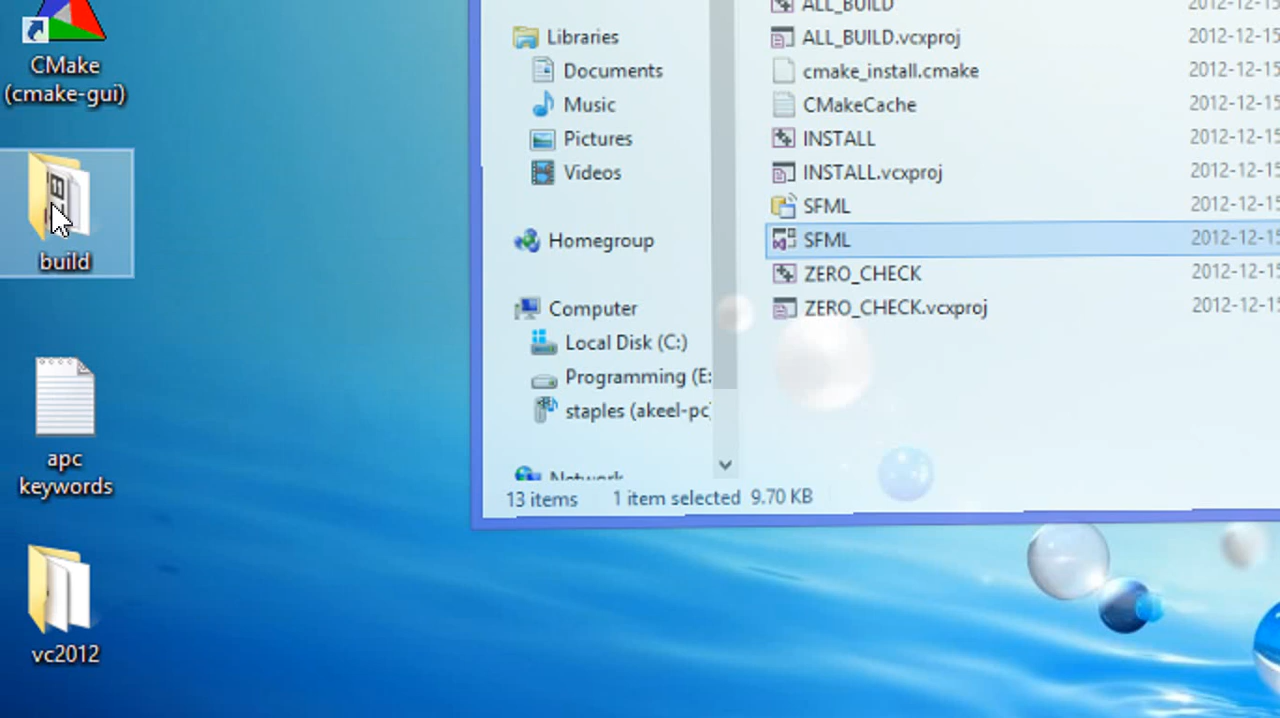 CMake
(cmake-gui)
build
apc
keywords
vc2012
Libraries
Documents
Music
Pictures
Videos
Homegroup
Computer
Local Disk (C:)
Programming (E:
staples (akeel-pc)
Network
13 items 1 item selected 9.70 KB
ALL_BUILD 2012-12-15
ALL_BUILD.vcxproj 2012-12-15
cmake_install.cmake 2012-12-15
CMakeCache 2012-12-15
INSTALL 2012-12-15
INSTALL.vcxproj 2012-12-15
SFML 2012-12-15
SFML 2012-12-15
ZERO_CHECK 2012-12-15
ZERO_CHECK.vcxproj 2012-12-15